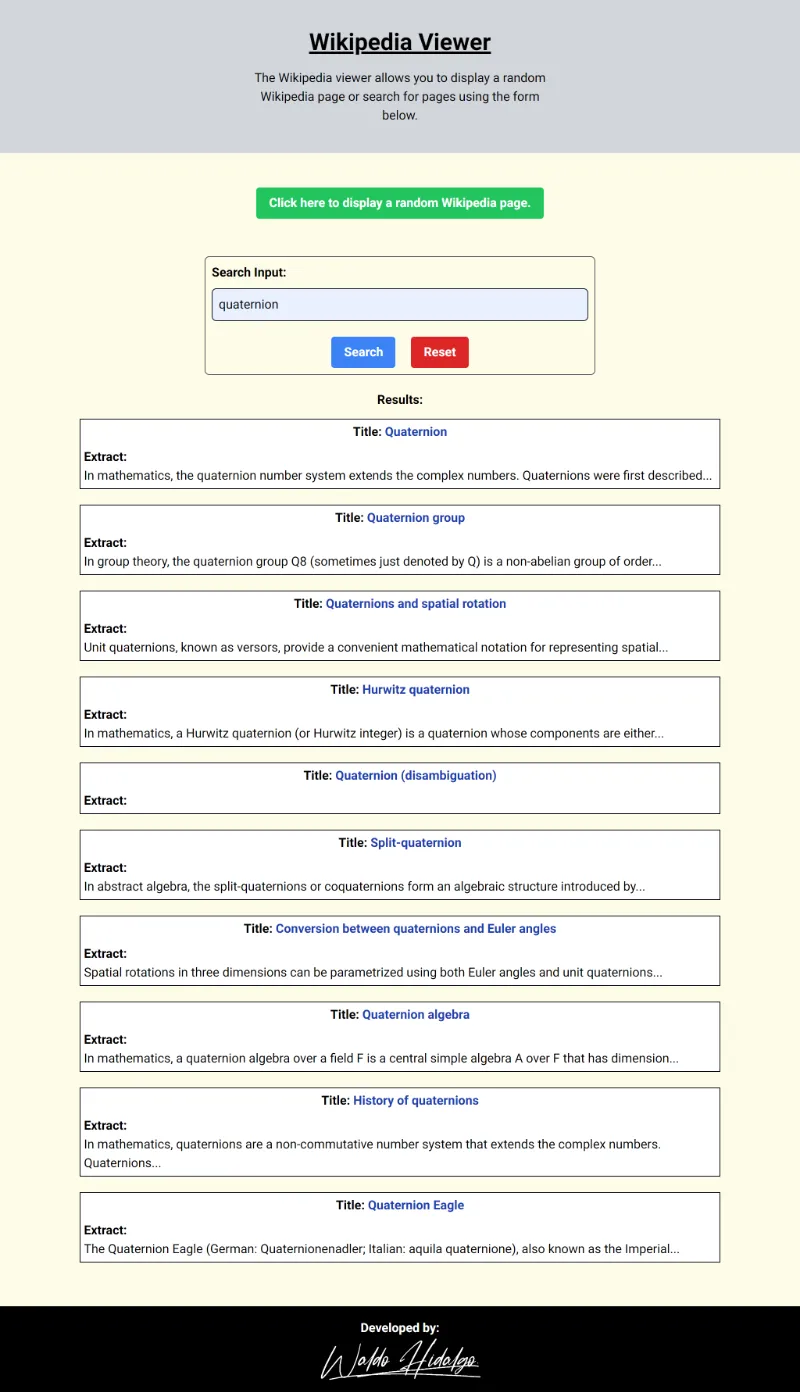 Wikipedia Viewer
The Wikipedia viewer allows you to display a random
Wikipedia page or search for pages using the form
below.
Click here to display a random Wikipedia page.
Search Input:
quaternion
Search Reset
Results:
Title: Quaternion
Extract:
In mathematics, the quaternion number system extends the complex numbers. Quaternions were first described...
Title: Quaternion group
Extract:
In group theory, the quaternion group Q8 (sometimes just denoted by Q) is a non-abelian group of order...
Title: Quaternions and spatial rotation
Extract:
Unit quaternions, known as versors, provide a convenient mathematical notation for representing spatial...
Title: Hurwitz quaternion
Extract:
In mathematics, a Hurwitz quaternion (or Hurwitz integer) is a quaternion whose components are either...
Title: Quaternion (disambiguation)
Extract:
Title: Split-quaternion
Extract:
In abstract algebra, the split-quaternions or coquaternions form an algebraic structure introduced by...
Title: Conversion between quaternions and Euler angles
Extract:
Spatial rotations in three dimensions can be parametrized using both Euler angles and unit quaternions...
Title: Quaternion algebra
Extract:
In mathematics, a quaternion algebra over a field F is a central simple algebra A over F that has dimension...
Title: History of quaternions
Extract:
In mathematics, quaternions are a non-commutative number system that extends the complex numbers.
Quaternions...
Title: Quaternion Eagle
Extract:
The Quaternion Eagle (German: Quaternionenadler; Italian: aquila quaternione), also known as the Imperial...
Developed by:
Waldo Hidalgo